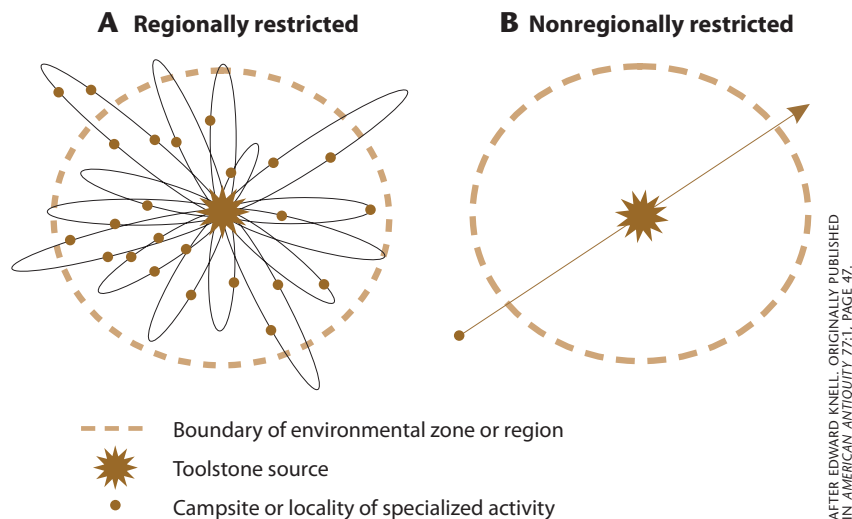 A Regionally restricted
B Nonregionally restricted
Boundary of environmental zone or region
Toolstone source
Campsite or locality of specialized activity
AFTER EDWARD KNELL. ORIGINALLY PUBLISHED
IN AMERICAN ANTIQUITY 77:1, PAGE 47.